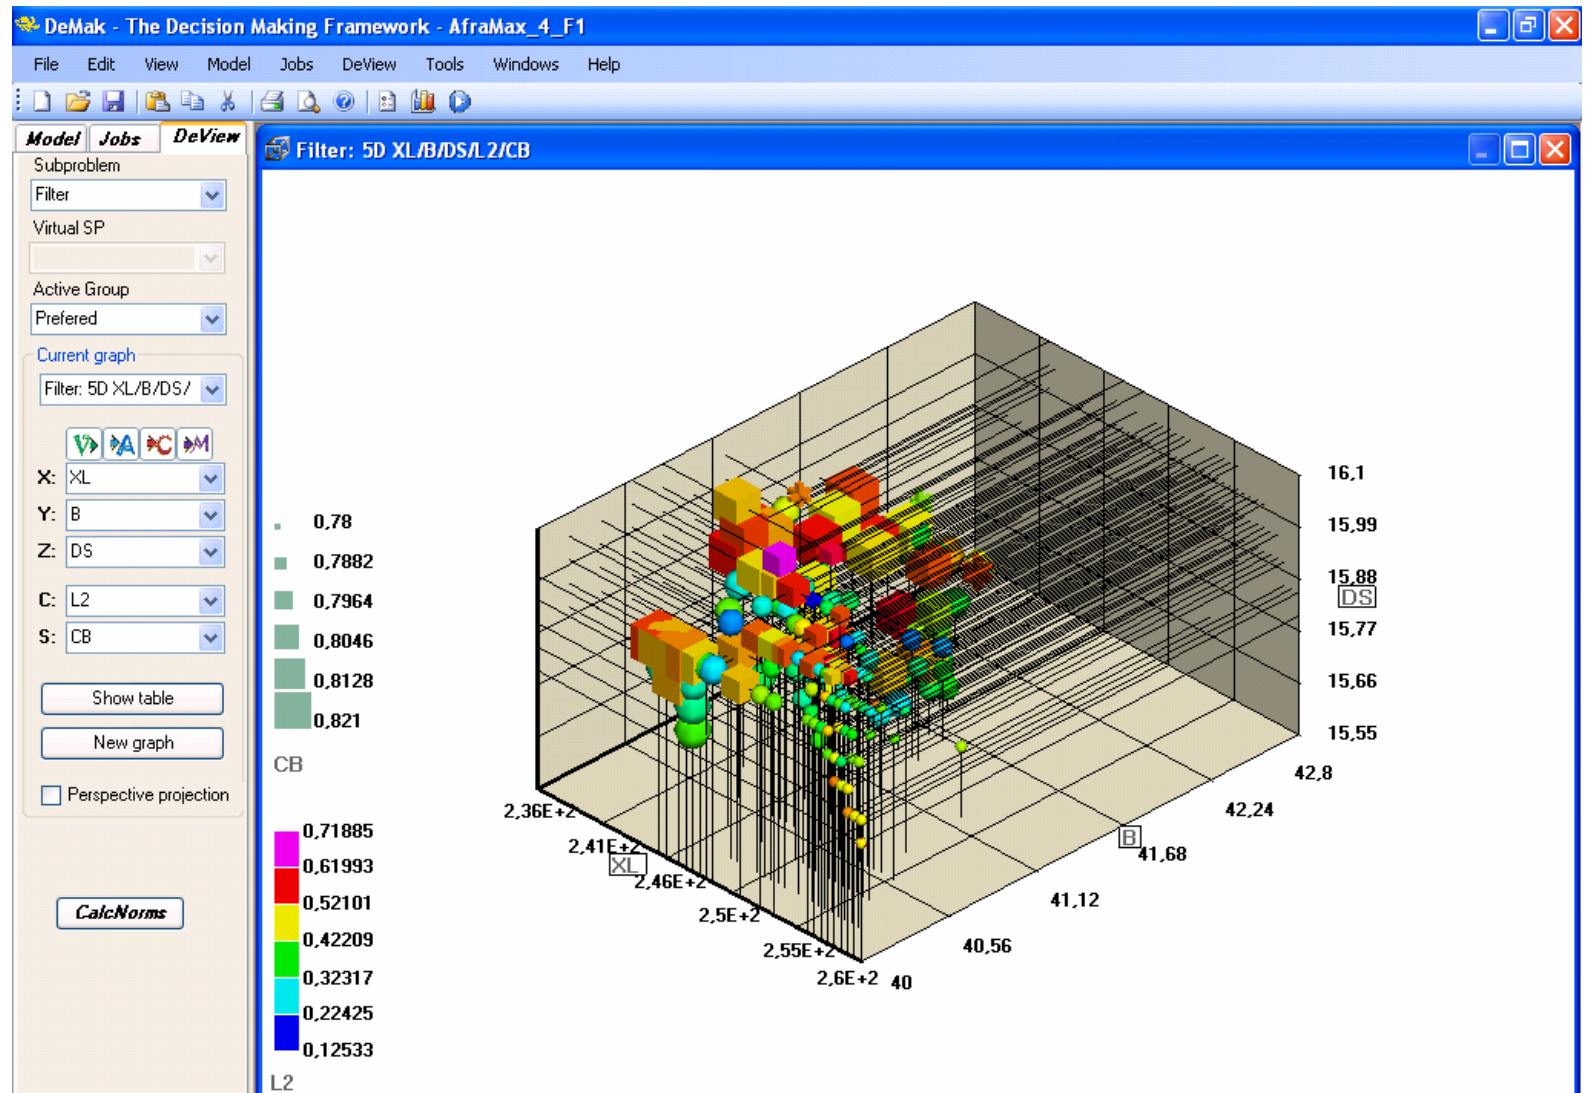 DeMak - The Decision Making Framework - AfraMax_4_F1
File Edit View Model Jobs DeView Tools Windows Help
Model Jobs DeView
Filter: 5D XL/B/DS/L2/CB
Subproblem
Filter
Virtual SP
Active Group
Prefered
Current graph
Filter: 5D XL/B/DS/
V A C M
X: XL
Y: B
Z: DS
C: L2
S: CB
Show table
New graph
Perspective projection
CalcNorms
0,78
0,7882
0,7964
0,8046
0,8128
0,821
CB
0,71885
0,61993
0,52101
0,42209
0,32317
0,22425
0,12533
L2
16,1
15,99
15,88
DS
15,77
15,66
15,55
42,8
42,24
B
41,68
41,12
40,56
40
2,36E+2
2,41E+2
XL
2,46E+2
2,5E+2
2,55E+2
2,6E+2